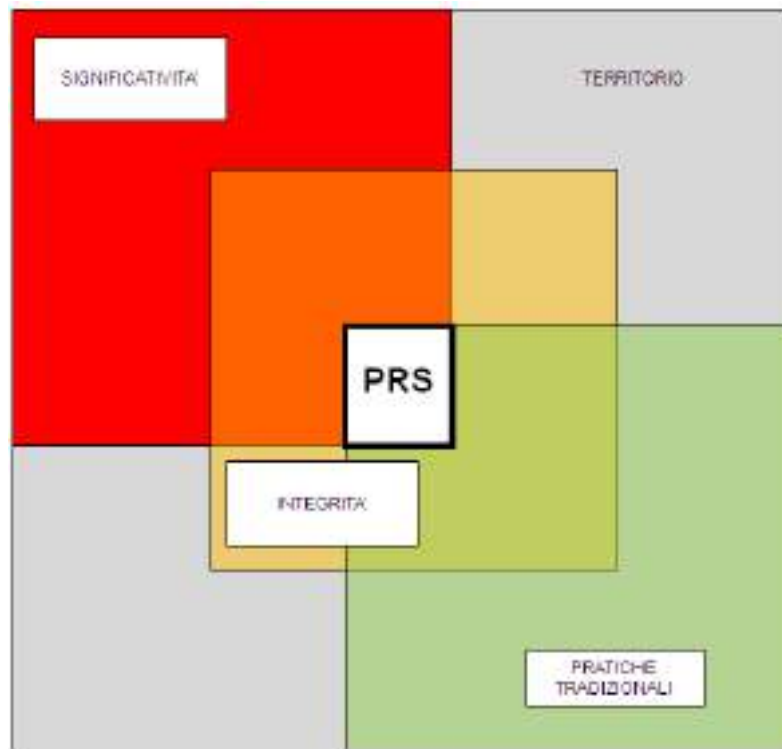 SIGNIFICATIVITA'
TERRITORIO
PRS
INTEGRITA'
PRATICHE
TRADIZIONALI